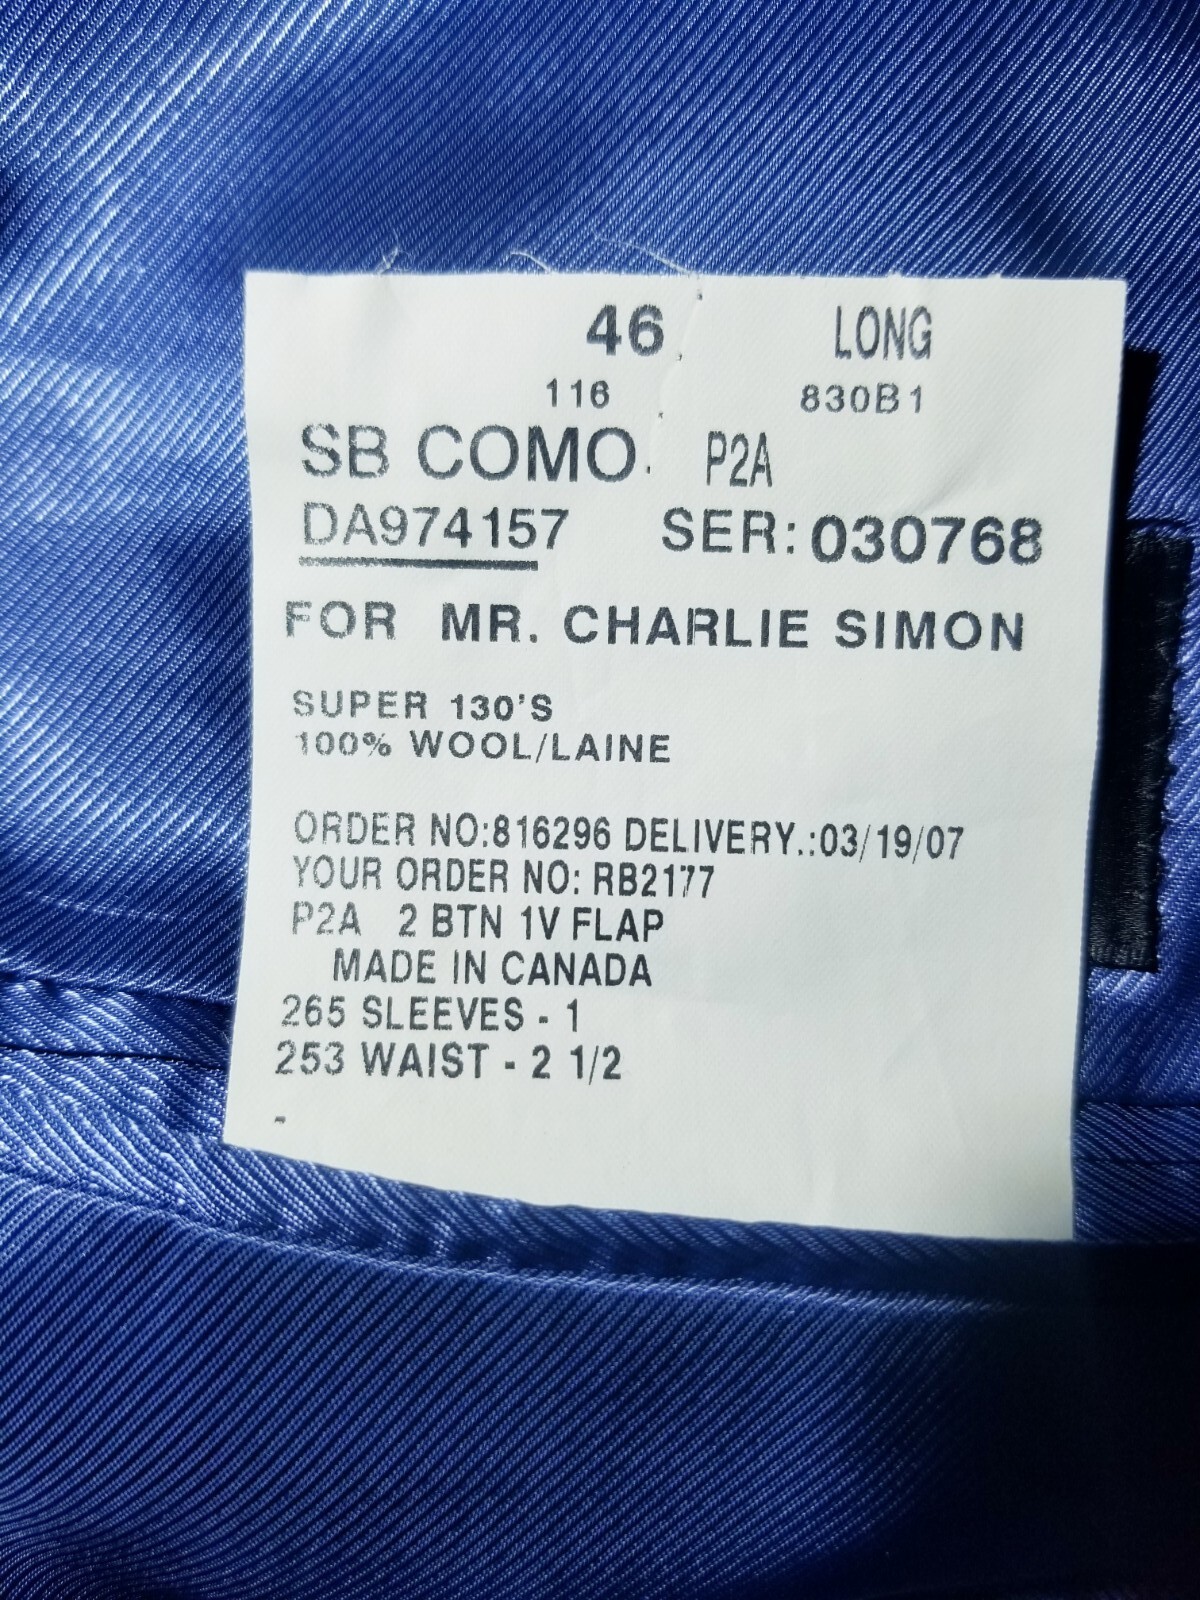 46 LONG
116 830B1
SB COMO. P2A
DA974157 SER: 030768
FOR MR. CHARLIE SIMON
SUPER 130'S
100% WOOL/LAINE
ORDER NO:816296 DELIVERY.:03/19/07
YOUR ORDER NO: RB2177
P2A 2 BTN 1V FLAP
MADE IN CANADA
265 SLEEVES - 1
253 WAIST - 2 1/2
-